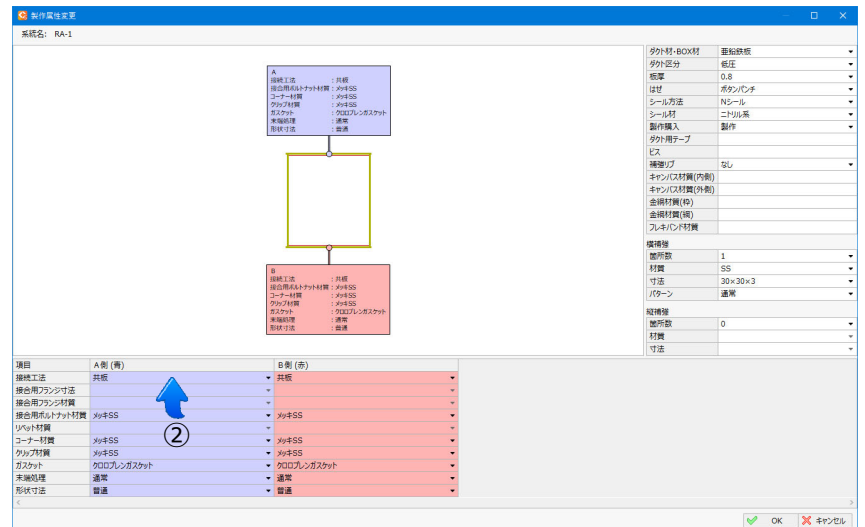 製作属性変更
系統名: RA-1
A
接続工法 : 共板
接合用ボルトナット材質 : メッキSS
コーナー材質 : メッキSS
クリップ材質 : メッキSS
ガスケット : クロロプレンガスケット
末端処理 : 通常
形状寸法 : 普通
B
接続工法 : 共板
接合用ボルトナット材質 : メッキSS
コーナー材質 : メッキSS
クリップ材質 : メッキSS
ガスケット : クロロプレンガスケット
末端処理 : 通常
形状寸法 : 普通
ダクト材・BOX材 亜鉛鉄板
ダクト区分 低圧
板厚 0.8
はぜ ボタンパンチ
シール方法 Nシール
シール材 ニトリル系
製作購入 製作
ダクト用テープ
ビス
補強リブ なし
キャンバス材質(内側)
キャンバス材質(外側)
金網材質(枠)
金網材質(網)
フレキバンド材質
横補強
箇所数 1
材質 SS
寸法 30×30×3
パターン 通常
縦補強
箇所数 0
材質
寸法
項目 A側 (青) B側 (赤)
接続工法 共板 共板
接合用フランジ寸法
接合用フランジ材質
接合用ボルトナット材質 メッキSS メッキSS
リベット材質
コーナー材質 メッキSS メッキSS
クリップ材質 メッキSS メッキSS
ガスケット クロロプレンガスケット クロロプレンガスケット
末端処理 通常 通常
形状寸法 普通 普通
②
OK キャンセル